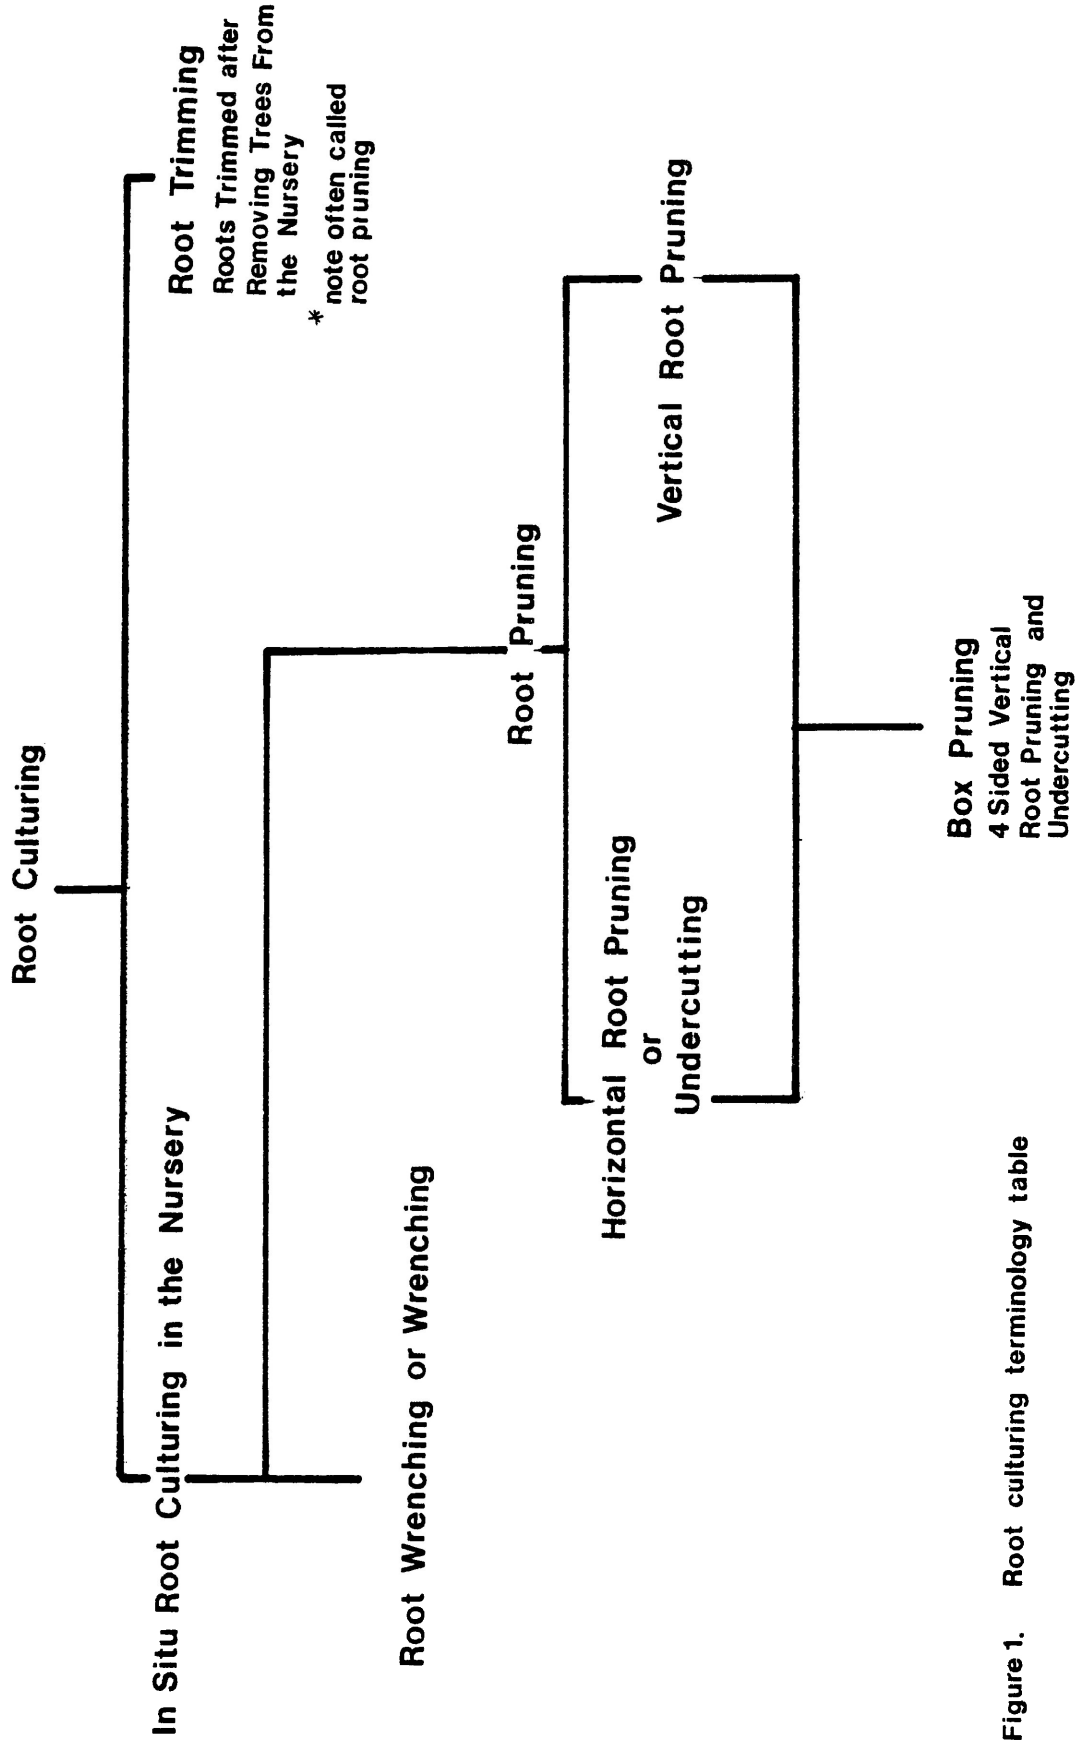 Root Culturing
In Situ Root Culturing in the Nursery
Root Trimming
Roots Trimmed after
Removing Trees From
the Nursery
* note often called
root pruning
Root Wrenching or Wrenching
Root Pruning
Horizontal Root Pruning
or
Undercutting
Vertical Root Pruning
Box Pruning
4 Sided Vertical
Root Pruning and
Undercutting
Figure 1. Root culturing terminology table